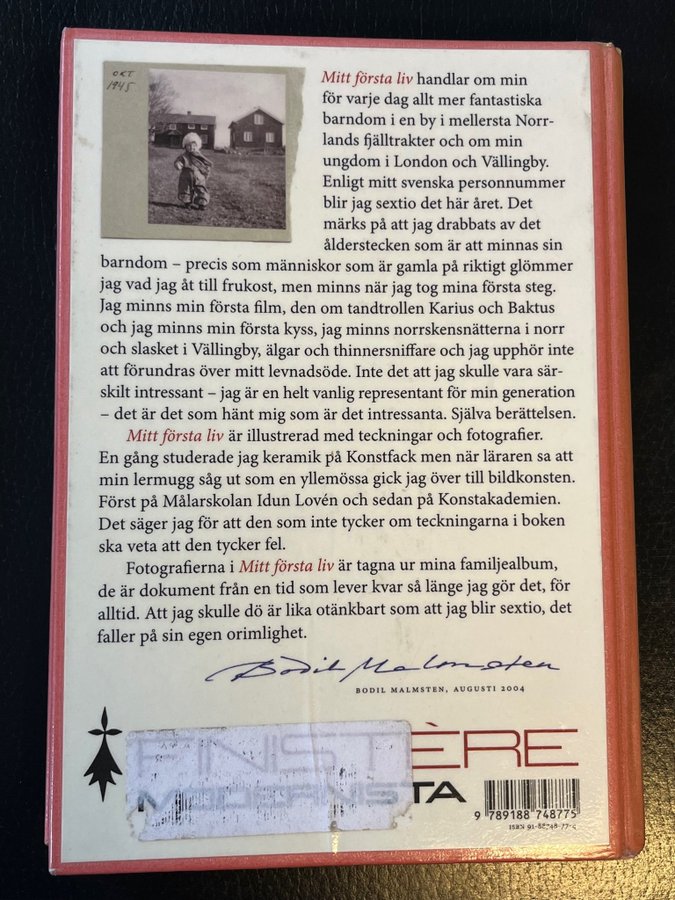 OKT
1945
Mitt första liv handlar om min
för varje dag allt mer fantastiska
barndom i en by i mellersta Norr-
lands fjälltrakter och om min
ungdom i London och Vällingby.
Enligt mitt svenska personnummer
blir jag sextio det här året. Det
märks på att jag drabbats av det
ålderstecken som är att minnas sin
barndom – precis som människor som är gamla på riktigt glömmer
jag vad jag åt till frukost, men minns när jag tog mina första steg.
Jag minns min första film, den om tandtrollen Karius och Baktus
och jag minns min första kyss, jag minns norrskensnätterna i norr
och slasket i Vällingby, älgar och thinnersniffare och jag upphör inte
att förundras över mitt levnadsöde. Inte det att jag skulle vara sär-
skilt intressant – jag är en helt vanlig representant för min generation
– det är det som hänt mig som är det intressanta. Själva berättelsen.
Mitt första liv är illustrerad med teckningar och fotografier.
En gång studerade jag keramik på Konstfack men när läraren sa att
min lermugg såg ut som en yllemössa gick jag över till bildkonsten.
Först på Målarskolan Idun Lovén och sedan på Konstakademien.
Det säger jag för att den som inte tycker om teckningarna i boken
ska veta att den tycker fel.
Fotografierna i Mitt första liv är tagna ur mina familjealbum,
de är dokument från en tid som lever kvar så länge jag gör det, för
alltid. Att jag skulle dö är lika otänkbart som att jag blir sextio, det
faller på sin egen orimlighet.
Bodil Malmsten
BODIL MALMSTEN, AUGUSTI 2004
FINISTÈRE
MODERNISTA
9 789188 748775
ISBN 91-88748-77-4